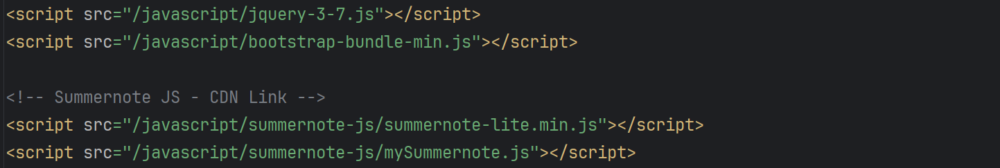 <script src="/javascript/jquery-3-7.js"></script>
<script src="/javascript/bootstrap-bundle-min.js"></script>
<!-- Summernote JS - CDN Link -->
<script src="/javascript/summernote-js/summernote-lite.min.js"></script>
<script src="/javascript/summernote-js/mySummernote.js"></script>